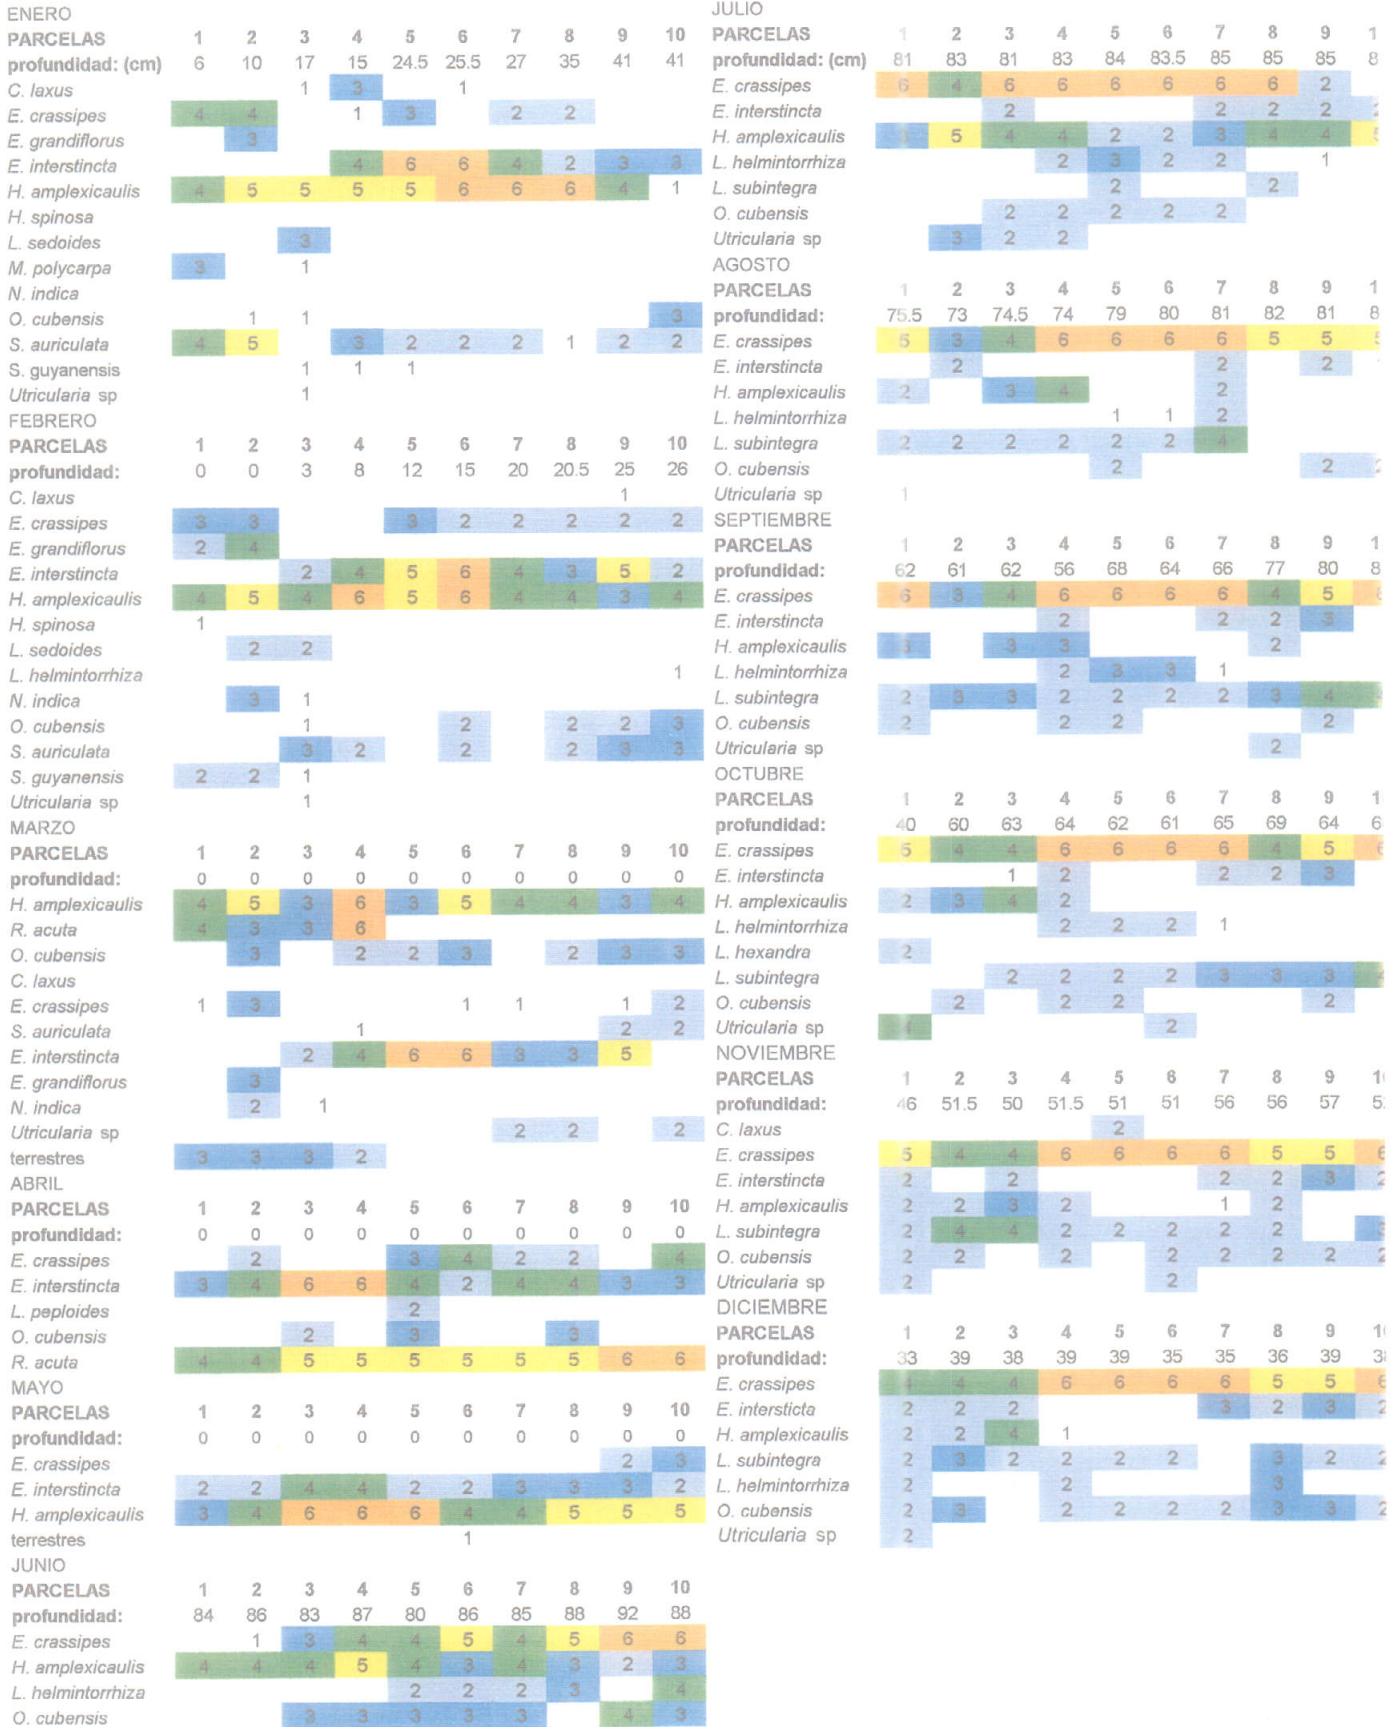 ENERO
PARCELAS 1 2 3 4 5 6 7 8 9 10
profundidad: (cm) 6 10 17 15 24.5 25.5 27 35 41 41
C. laxus 1 3 1
E. crassipes 4 4 1 3 2 2
E. grandiflorus 3
E. interstincta 4 6 6 4 2 3 3
H. amplexicaulis 4 5 5 5 5 6 6 6 4 1
H. spinosa
L. sedoides 3
M. polycarpa 3 1
N. indica
O. cubensis 1 1 3
S. auriculata 4 5 3 2 2 2 1 2 2
S. guyanensis 1 1 1
Utricularia sp 1
FEBRERO
PARCELAS 1 2 3 4 5 6 7 8 9 10
profundidad: 0 0 3 8 12 15 20 20.5 25 26
C. laxus 1
E. crassipes 3 3 3 2 2 2 2 2
E. grandiflorus 2 4
E. interstincta 2 4 5 6 4 3 5 2
H. amplexicaulis 4 5 4 6 5 6 4 4 3 4
H. spinosa 1
L. sedoides 2 2
L. helmintorrhiza 1
N. indica 3 1
O. cubensis 1 2 2 2 3
S. auriculata 3 2 2 2 3 3
S. guyanensis 2 2 1
Utricularia sp 1
MARZO
PARCELAS 1 2 3 4 5 6 7 8 9 10
profundidad: 0 0 0 0 0 0 0 0 0 0
H. amplexicaulis 4 5 3 6 3 5 4 4 3 4
R. acuta 4 3 3 6
O. cubensis 3 2 2 3 2 3 3
C. laxus
E. crassipes 1 3 1 1 1 2
S. auriculata 1 2 2
E. interstincta 2 4 6 6 3 3 5
E. grandiflorus 3
N. indica 2 1
Utricularia sp 2 2 2
terrestres 3 3 3 2
ABRIL
PARCELAS 1 2 3 4 5 6 7 8 9 10
profundidad: 0 0 0 0 0 0 0 0 0 0
E. crassipes 2 3 4 2 2 4
E. interstincta 3 4 6 6 4 2 4 4 3 3
L. peploides 2
O. cubensis 2 3 3
R. acuta 4 4 5 5 5 5 5 5 6 6
MAYO
PARCELAS 1 2 3 4 5 6 7 8 9 10
profundidad: 0 0 0 0 0 0 0 0 0 0
E. crassipes 2 3
E. interstincta 2 2 4 4 2 2 3 3 3 2
H. amplexicaulis 3 4 6 6 6 4 4 5 5 5
terrestres 1
JUNIO
PARCELAS 1 2 3 4 5 6 7 8 9 10
profundidad: 84 86 83 87 80 86 85 88 92 88
E. crassipes 1 3 4 4 5 4 5 6 6
H. amplexicaulis 4 4 4 5 4 3 4 3 2 3
L. helmintorrhiza 2 2 2 3 4
O. cubensis 3 3 3 3 3 4 3
JULIO
PARCELAS 1 2 3 4 5 6 7 8 9 1
profundidad: (cm) 81 83 81 83 84 83.5 85 85 85 8
E. crassipes 6 4 6 6 6 6 6 6 2
E. interstincta 2 2 2 2 2
H. amplexicaulis 3 5 4 4 2 2 3 4 4 5
L. helmintorrhiza 2 3 2 2 1
L. subintegra 2 2
O. cubensis 2 2 2 2 2
Utricularia sp 3 2 2
AGOSTO
PARCELAS 1 2 3 4 5 6 7 8 9 1
profundidad: 75.5 73 74.5 74 79 80 81 82 81 8
E. crassipes 5 3 4 6 6 6 6 5 5 5
E. interstincta 2 2 2
H. amplexicaulis 2 3 4 2
L. helmintorrhiza 1 1 2
L. subintegra 2 2 2 2 2 2 4
O. cubensis 2 2 2
Utricularia sp 1
SEPTIEMBRE
PARCELAS 1 2 3 4 5 6 7 8 9 1
profundidad: 62 61 62 56 68 64 66 77 80 8
E. crassipes 6 3 4 6 6 6 6 4 5 6
E. interstincta 2 2 2 3
H. amplexicaulis 3 3 3 2
L. helmintorrhiza 2 3 3 1
L. subintegra 2 3 3 2 2 2 2 3 4 4
O. cubensis 2 2 2 2
Utricularia sp 2
OCTUBRE
PARCELAS 1 2 3 4 5 6 7 8 9 1
profundidad: 40 60 63 64 62 61 65 69 64 6
E. crassipes 5 4 4 6 6 6 6 4 5 6
E. interstincta 1 2 2 2 3
H. amplexicaulis 2 3 4 2
L. helmintorrhiza 2 2 2 1
L. hexandra 2
L. subintegra 2 2 2 2 3 3 3 4
O. cubensis 2 2 2 2
Utricularia sp 4 2
NOVIEMBRE
PARCELAS 1 2 3 4 5 6 7 8 9 10
profundidad: 46 51.5 50 51.5 51 51 56 56 57 5
C. laxus 2
E. crassipes 5 4 4 6 6 6 6 5 5 6
E. interstincta 2 2 2 2 3 2
H. amplexicaulis 2 2 3 2 1 2
L. subintegra 2 4 4 2 2 2 2 2 3
O. cubensis 2 2 2 2 2 2 2 2
Utricularia sp 2 2
DICIEMBRE
PARCELAS 1 2 3 4 5 6 7 8 9 10
profundidad: 33 39 38 39 39 35 35 36 39 38
E. crassipes 4 4 4 6 6 6 6 5 5 6
E. intersticta 2 2 2 3 2 3 2
H. amplexicaulis 2 2 4 1
L. subintegra 2 3 2 2 2 2 3 2 2
L. helmintorrhiza 2 2 3
O. cubensis 2 3 2 2 2 2 3 3 2
Utricularia sp 2